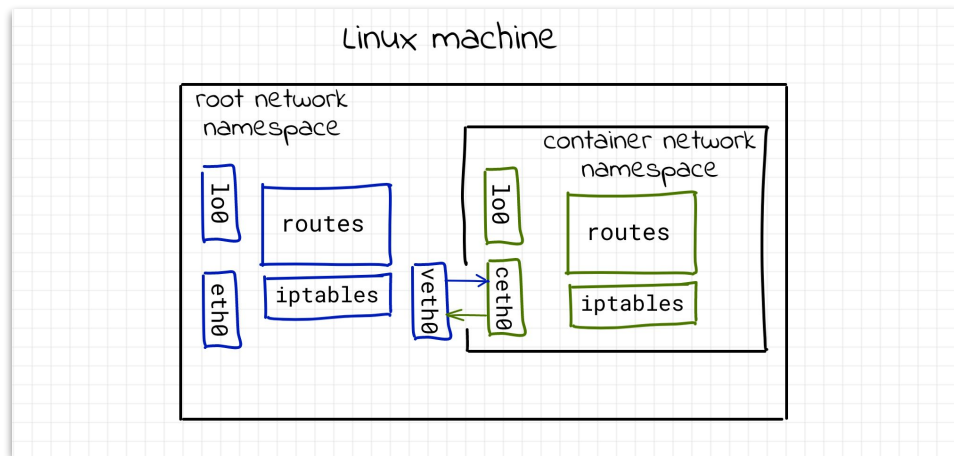 Linux machine
root network
namespace
container network
namespace
lo0
routes
eth0
iptables
veth0
ceth0
lo0
routes
iptables